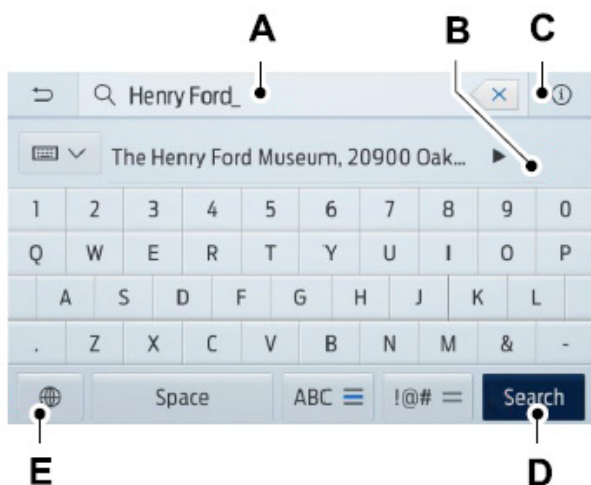 A B C
Henry Ford_
The Henry Ford Museum, 20900 Oak...
1 2 3 4 5 6 7 8 9 0
Q W E R T Y U I O P
A S D F G H J K L
. Z X C V B N M & -
Space ABC !@# = Search
E D